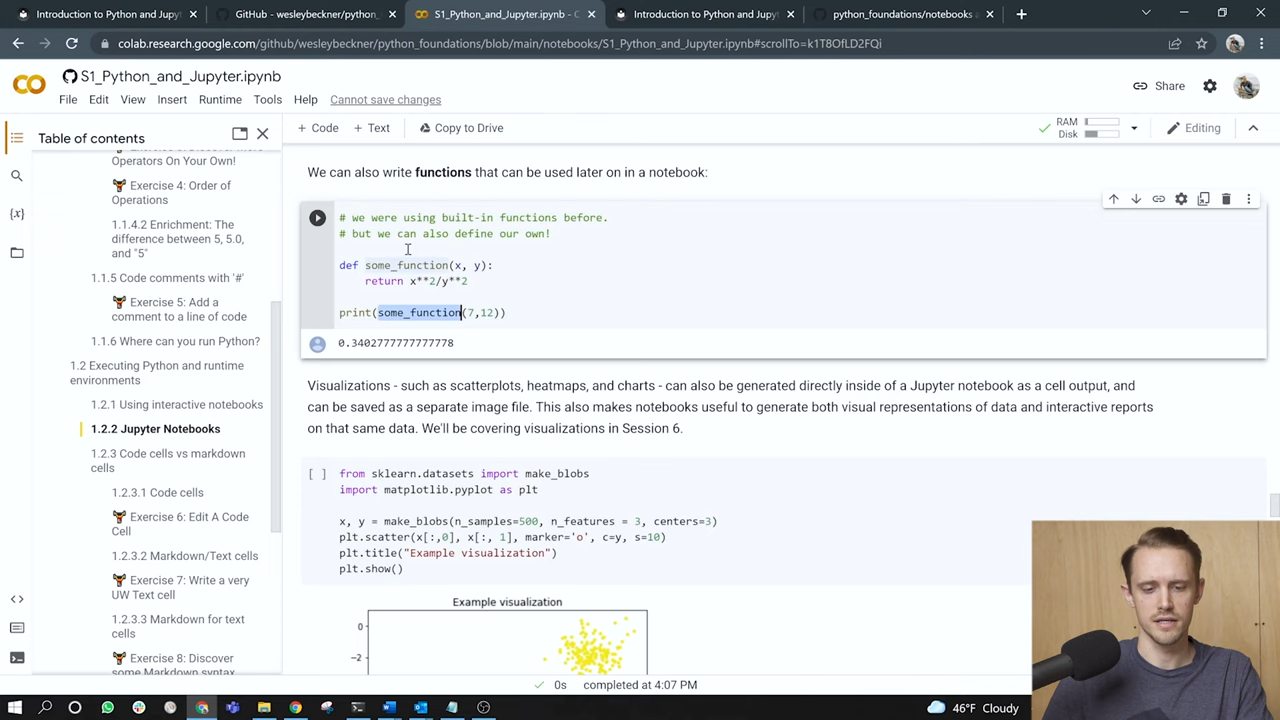 Introduction to Python and Jup
GitHub - wesleybeckner/python_
S1_Python_and_Jupyter.ipynb - C
Introduction to Python and Jup
python_foundations/notebooks a
colab.research.google.com/github/wesleybeckner/python_foundations/blob/main/notebooks/S1_Python_and_Jupyter.ipynb#scrollTo=k1T8OfLD2FQi
S1_Python_and_Jupyter.ipynb
Share
File Edit View Insert Runtime Tools Help Cannot save changes
+ Code + Text Copy to Drive
RAM
Disk
Editing
Table of contents
Operators On Your Own!
Exercise 4: Order of
Operations
1.1.4.2 Enrichment: The
difference between 5, 5.0,
and "5"
1.1.5 Code comments with '#'
Exercise 5: Add a
comment to a line of code
1.1.6 Where can you run Python?
1.2 Executing Python and runtime
environments
1.2.1 Using interactive notebooks
1.2.2 Jupyter Notebooks
1.2.3 Code cells vs markdown
cells
1.2.3.1 Code cells
Exercise 6: Edit A Code
Cell
1.2.3.2 Markdown/Text cells
Exercise 7: Write a very
UW Text cell
1.2.3.3 Markdown for text
cells
Exercise 8: Discover
some Markdown syntax
We can also write functions that can be used later on in a notebook:
# we were using built-in functions before.
# but we can also define our own!
def some_function(x, y):
return x**2/y**2
print(some_function(7,12))
0.3402777777777778
Visualizations - such as scatterplots, heatmaps, and charts - can also be generated directly inside of a Jupyter notebook as a cell output, and
can be saved as a separate image file. This also makes notebooks useful to generate both visual representations of data and interactive reports
on that same data. We'll be covering visualizations in Session 6.
[ ]
from sklearn.datasets import make_blobs
import matplotlib.pyplot as plt
x, y = make_blobs(n_samples=500, n_features = 3, centers=3)
plt.scatter(x[:,0], x[:, 1], marker='o', c=y, s=10)
plt.title("Example visualization")
plt.show()
Example visualization
0
−2
0s completed at 4:07 PM
46°F Cloudy